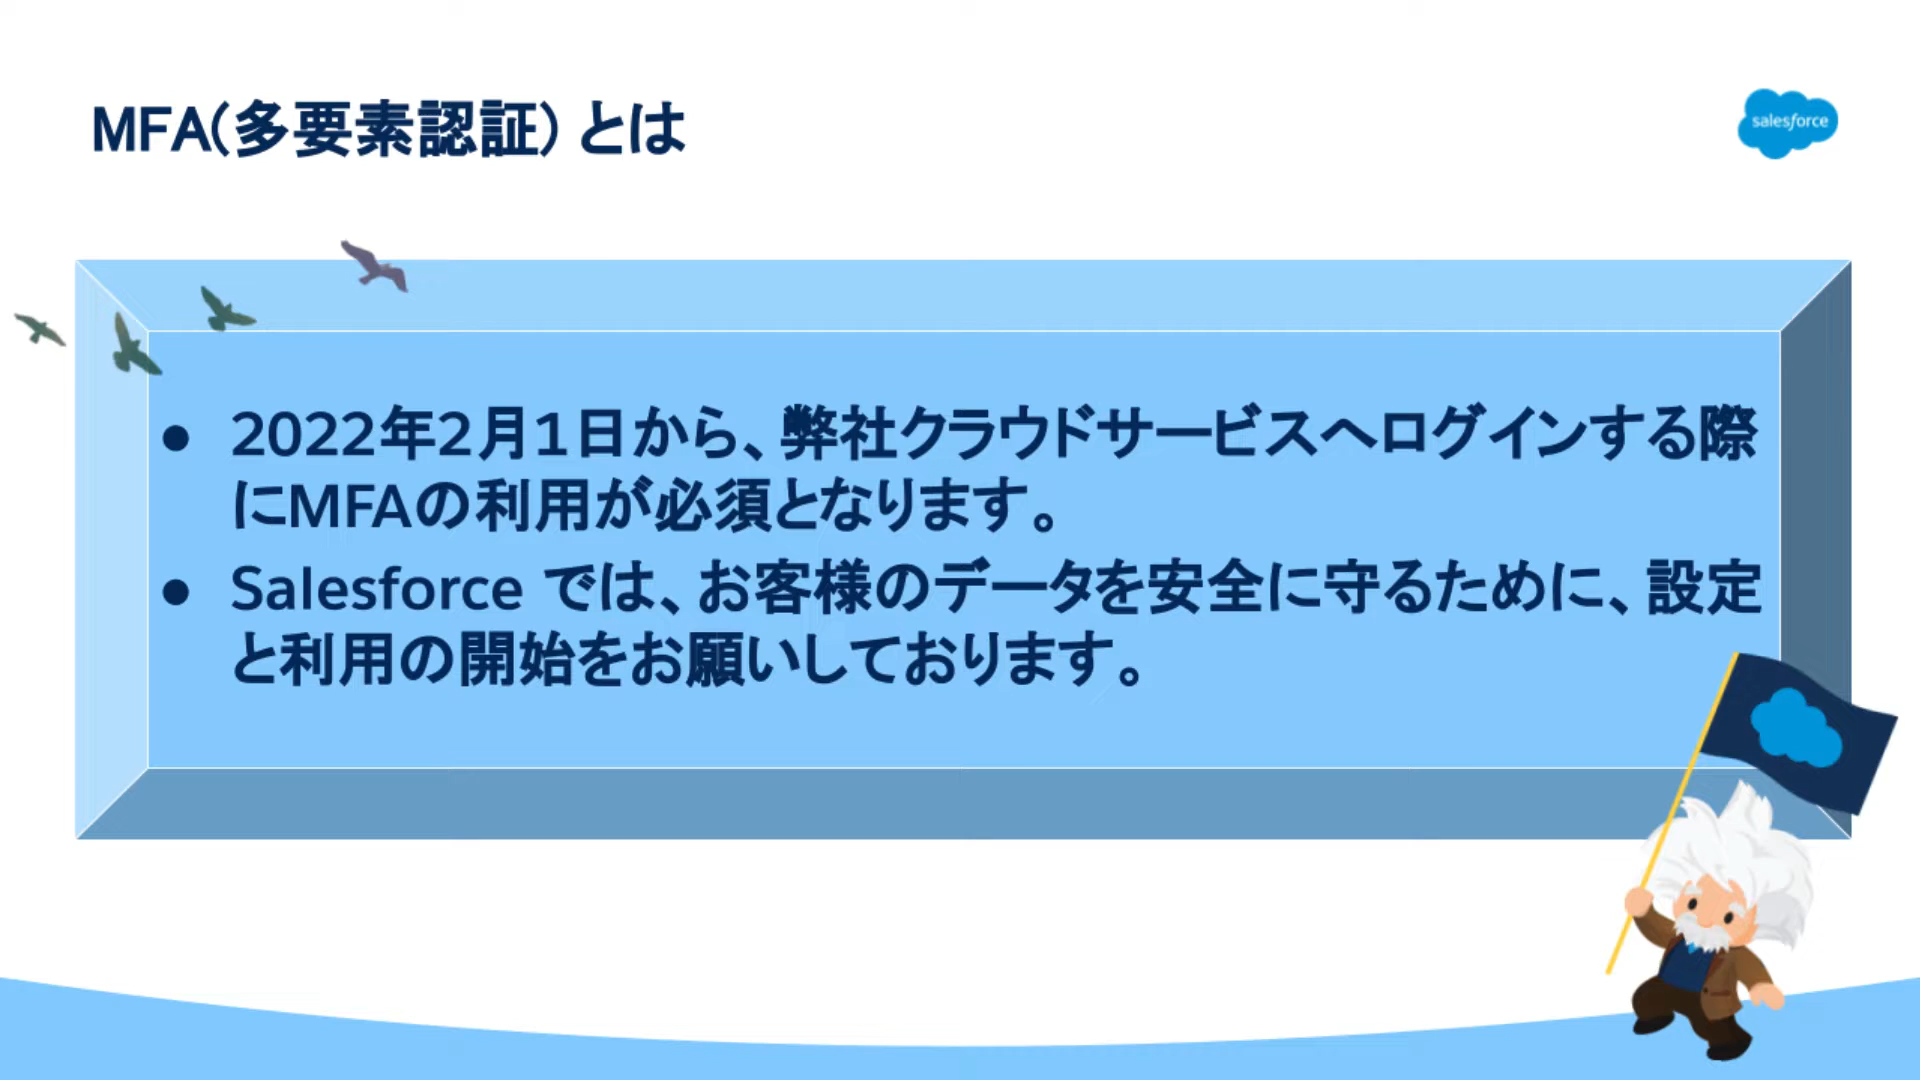 MFA(多要素認証) とは
salesforce
● 2022年2月1日から、弊社クラウドサービスへログインする際
にMFAの利用が必須となります。
● Salesforce では、お客様のデータを安全に守るために、設定
と利用の開始をお願いしております。